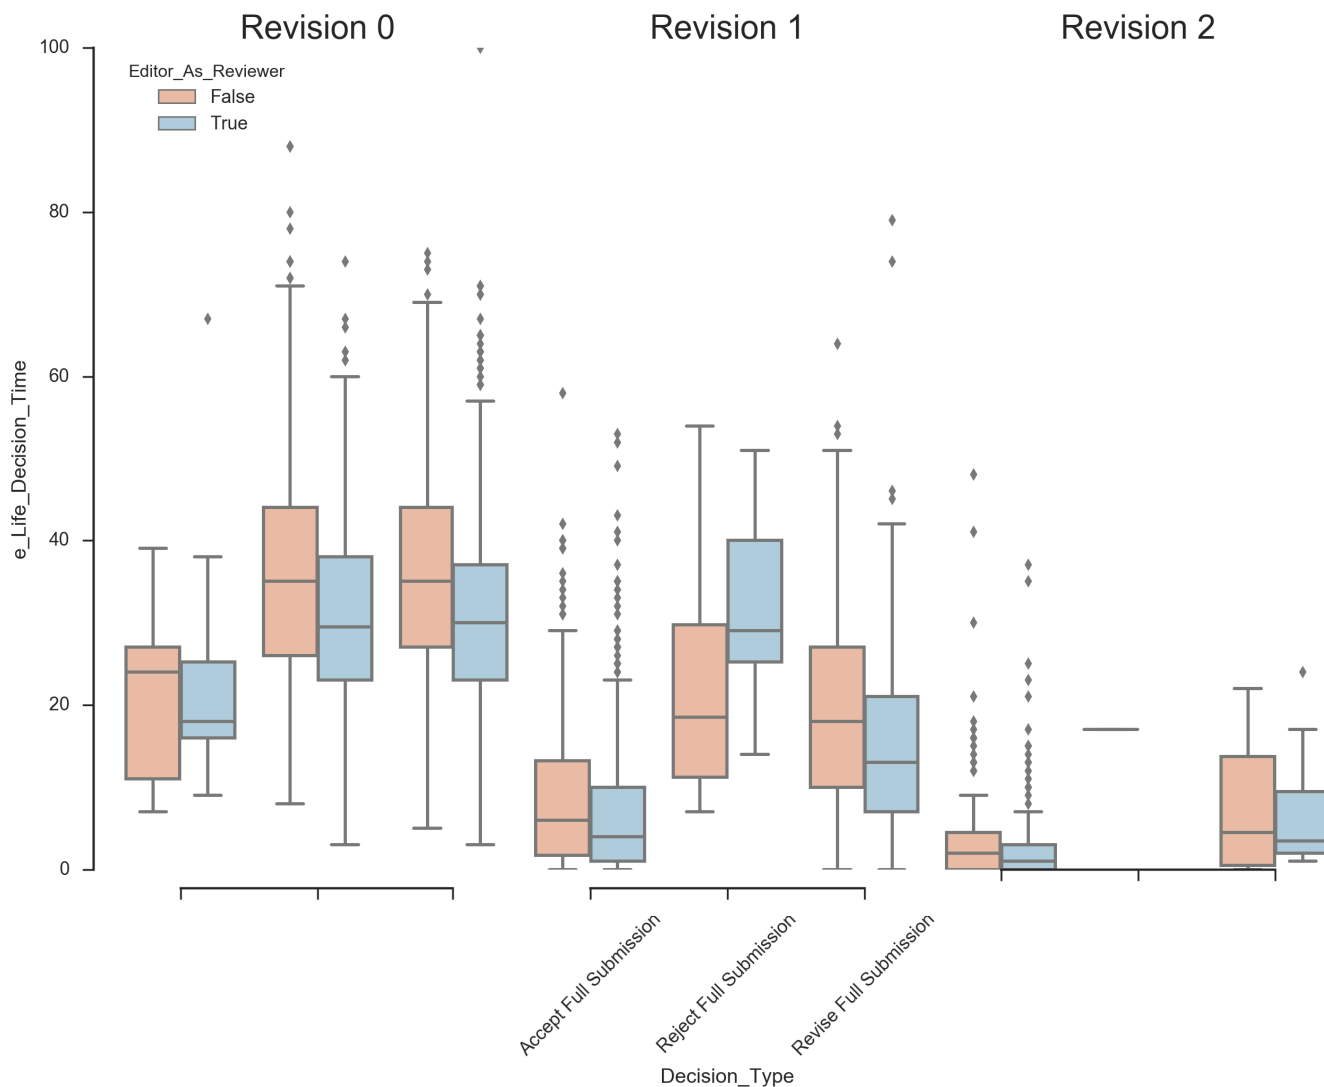 Revision 0
Revision 1
Revision 2
Editor_As_Reviewer
False
True
100
80
60
40
20
0
e_Life_Decision_Time
Accept Full Submission
Reject Full Submission
Revise Full Submission
Decision_Type